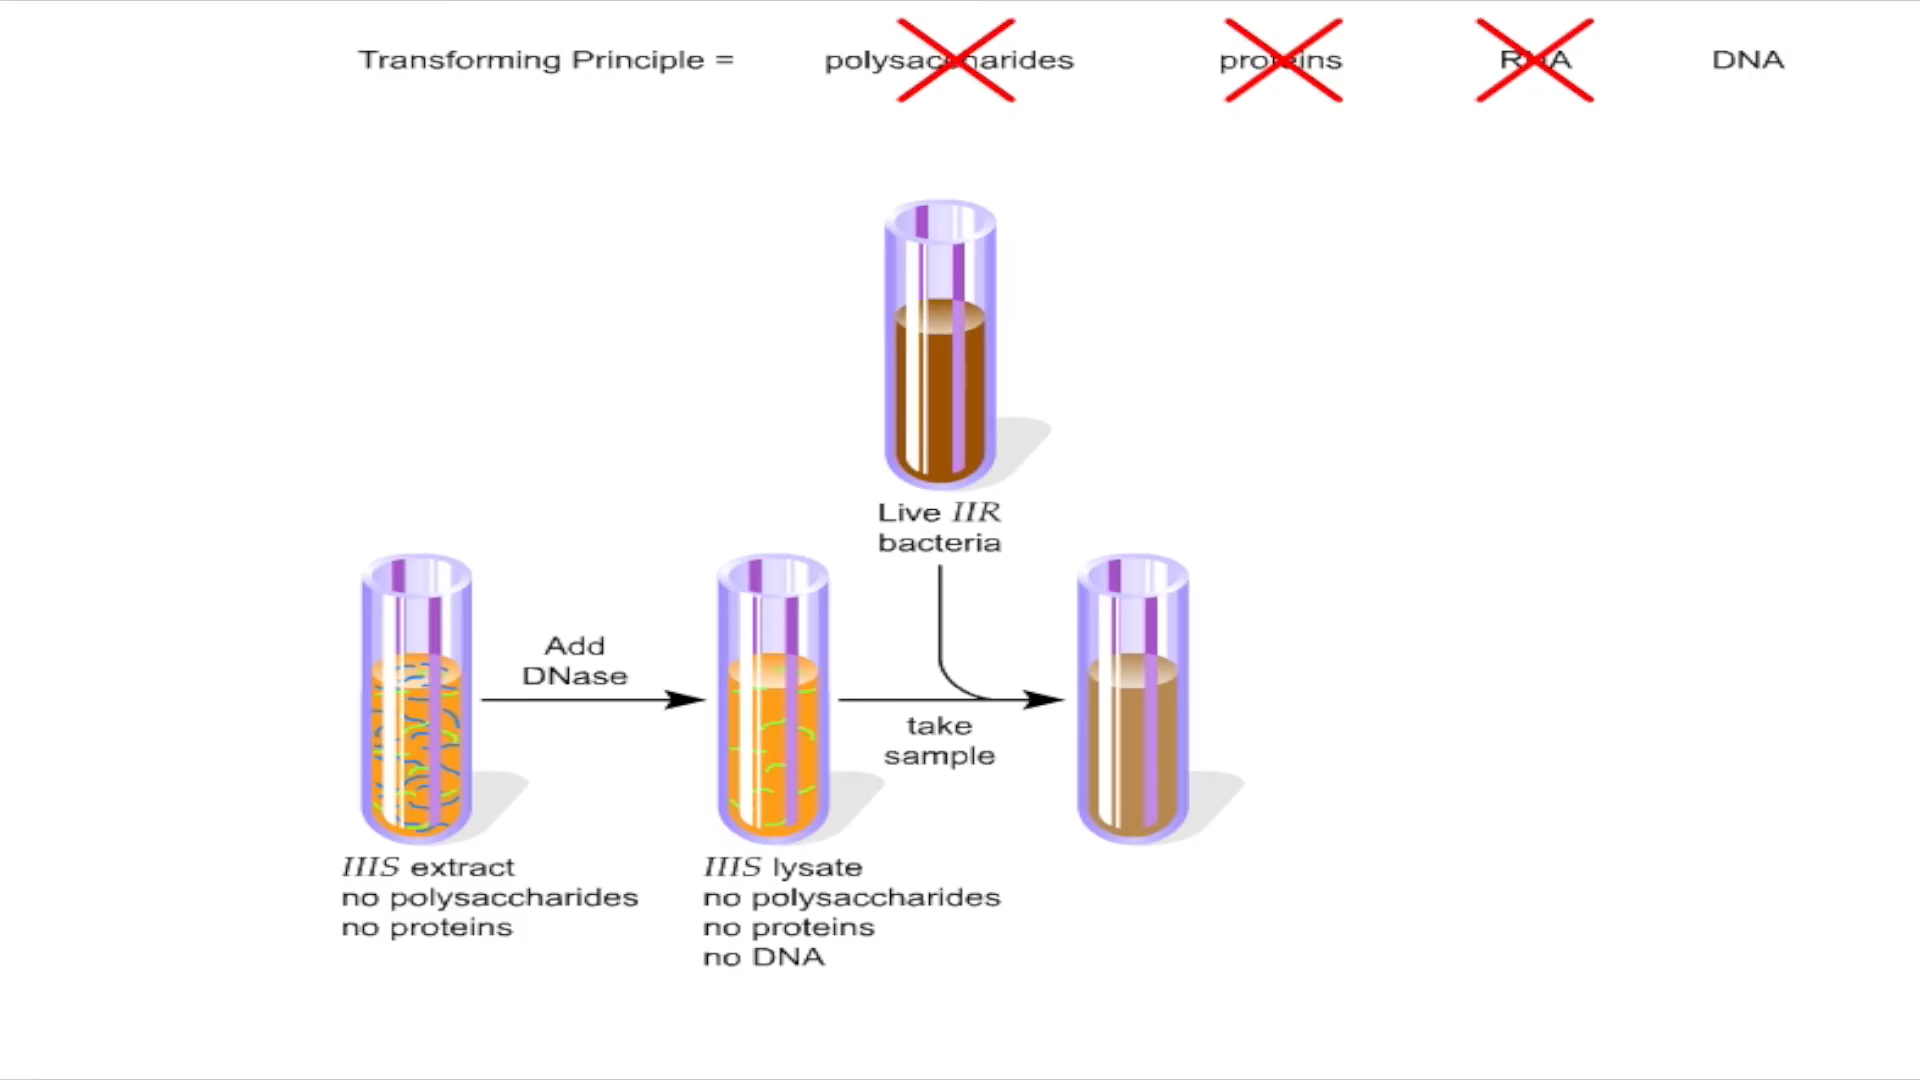 Transforming Principle = polysaccharides proteins RNA DNA
Live IIR
bacteria
Add
DNase
take
sample
IIIS extract
no polysaccharides
no proteins
IIIS lysate
no polysaccharides
no proteins
no DNA